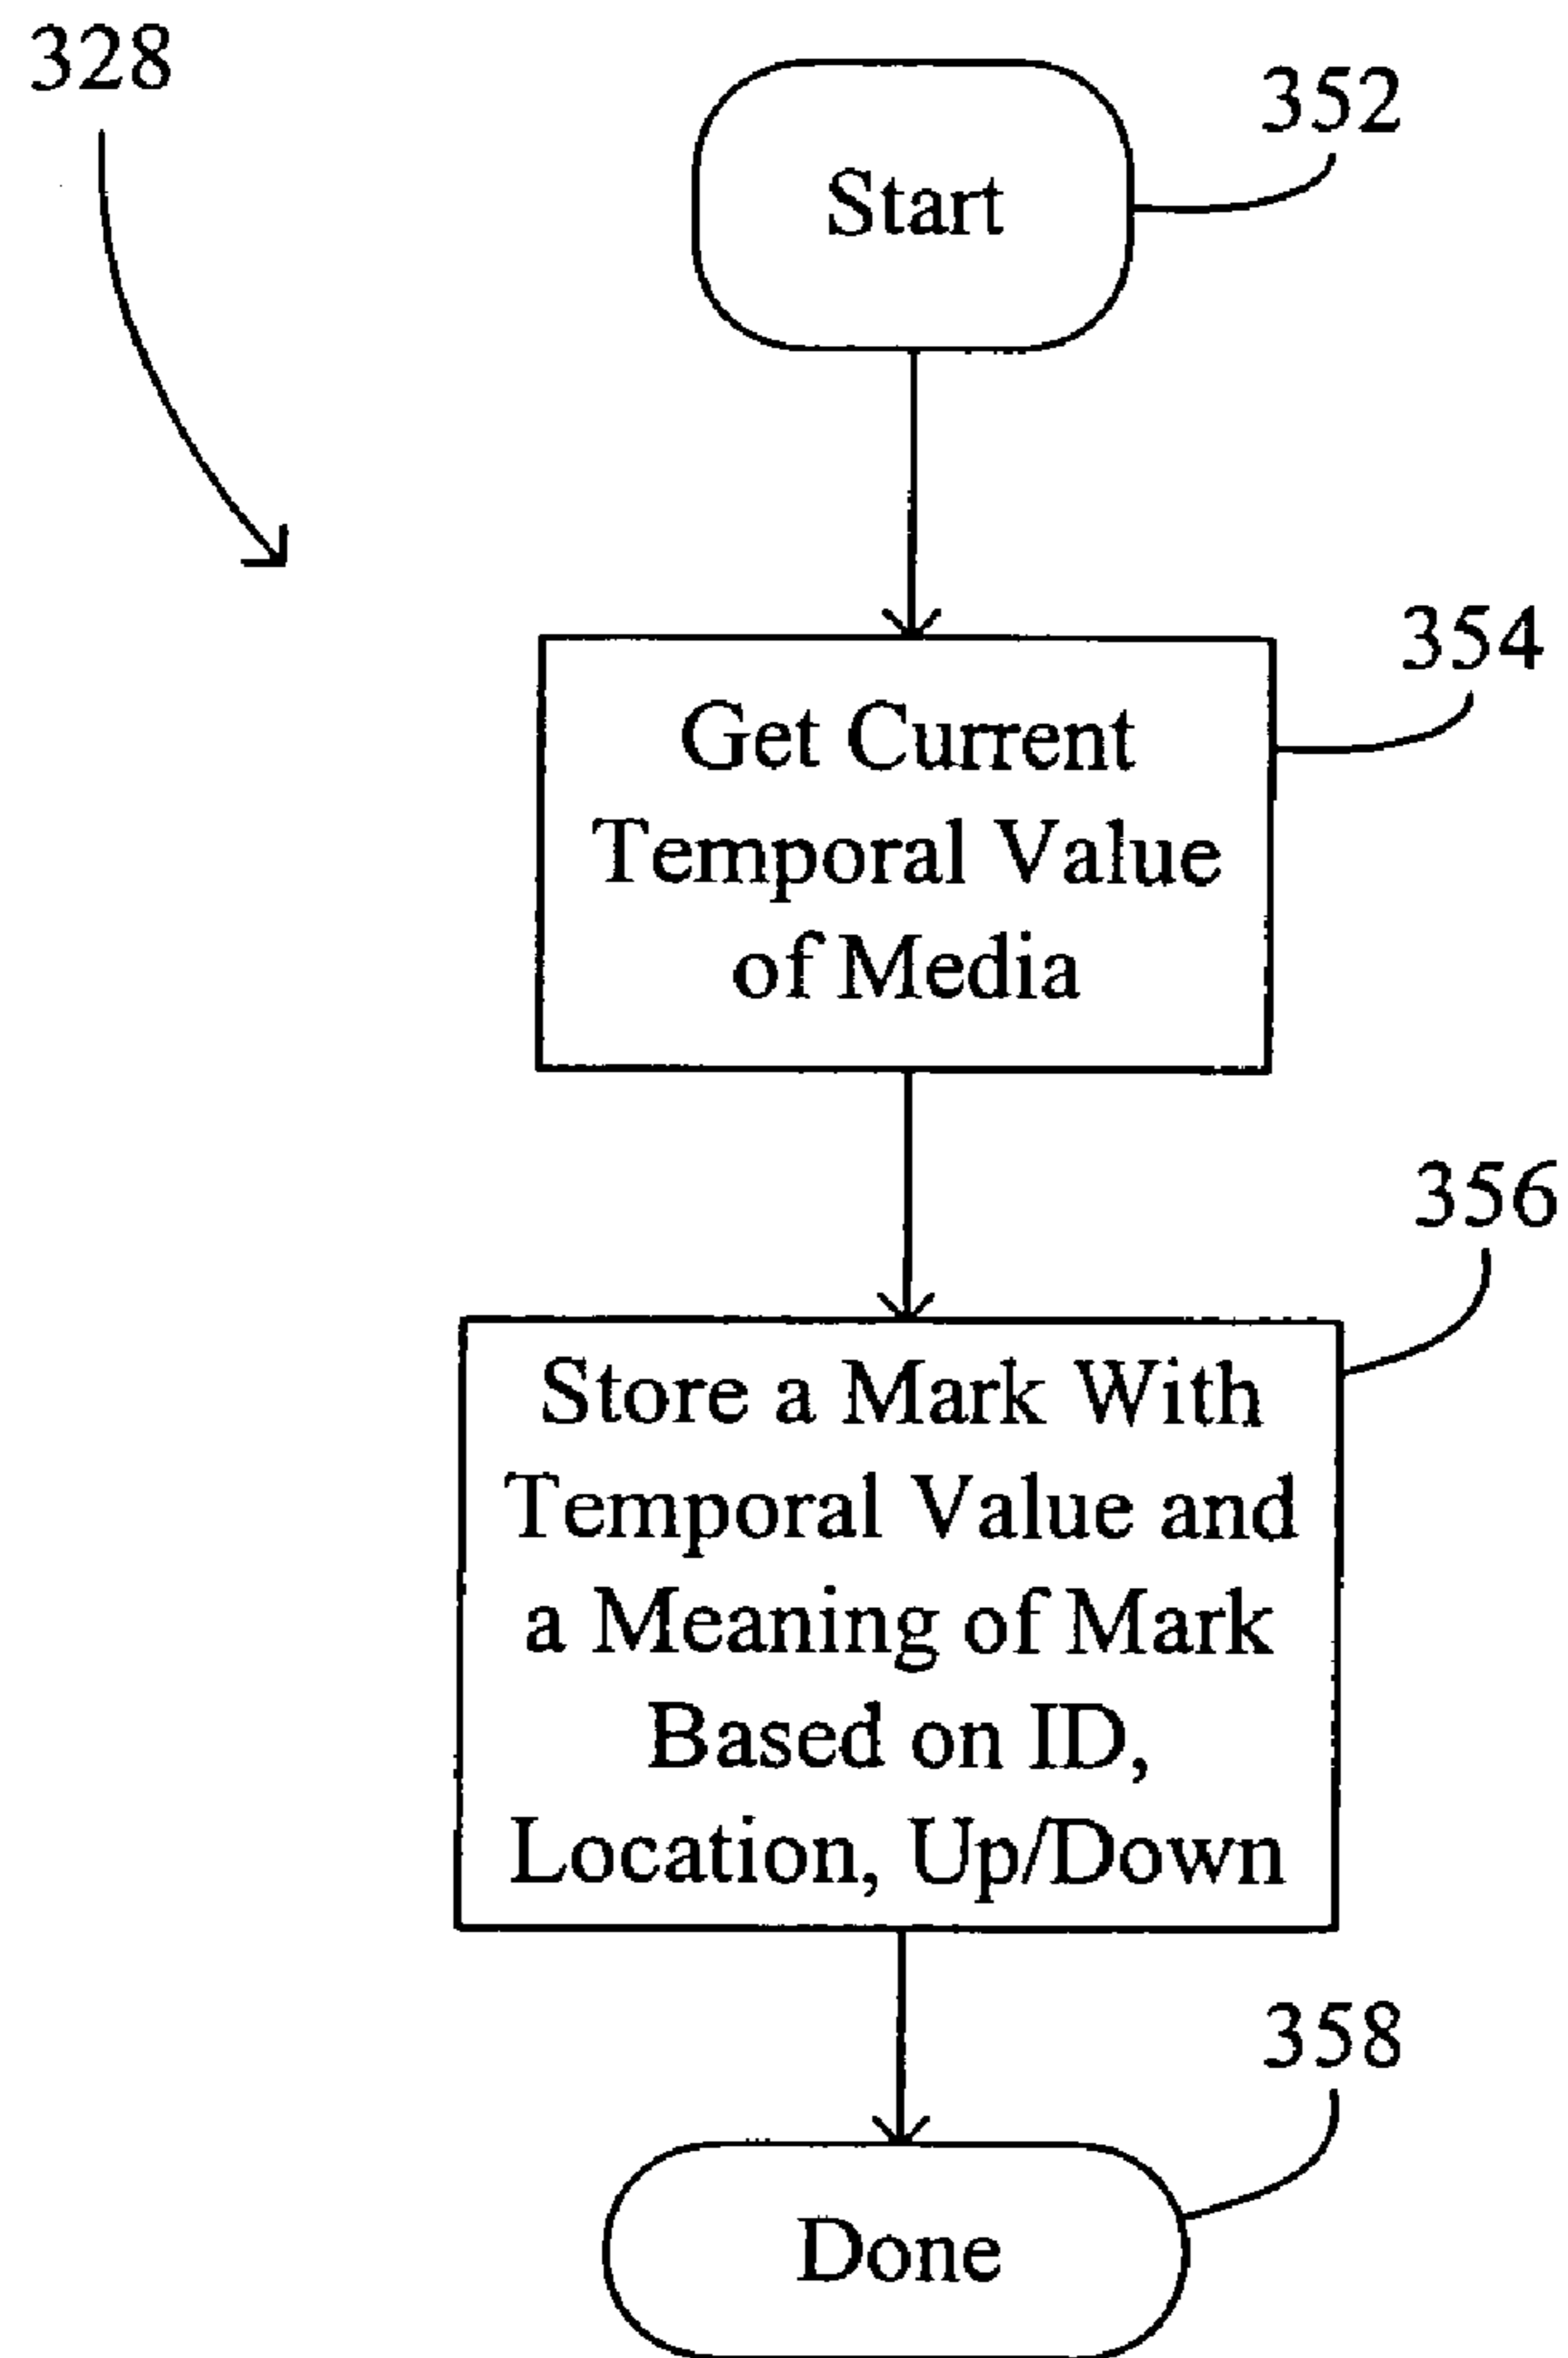 328
352
Start
354
Get Current
Temporal Value
of Media
356
Store a Mark With
Temporal Value and
a Meaning of Mark
Based on ID,
Location, Up/Down
358
Done